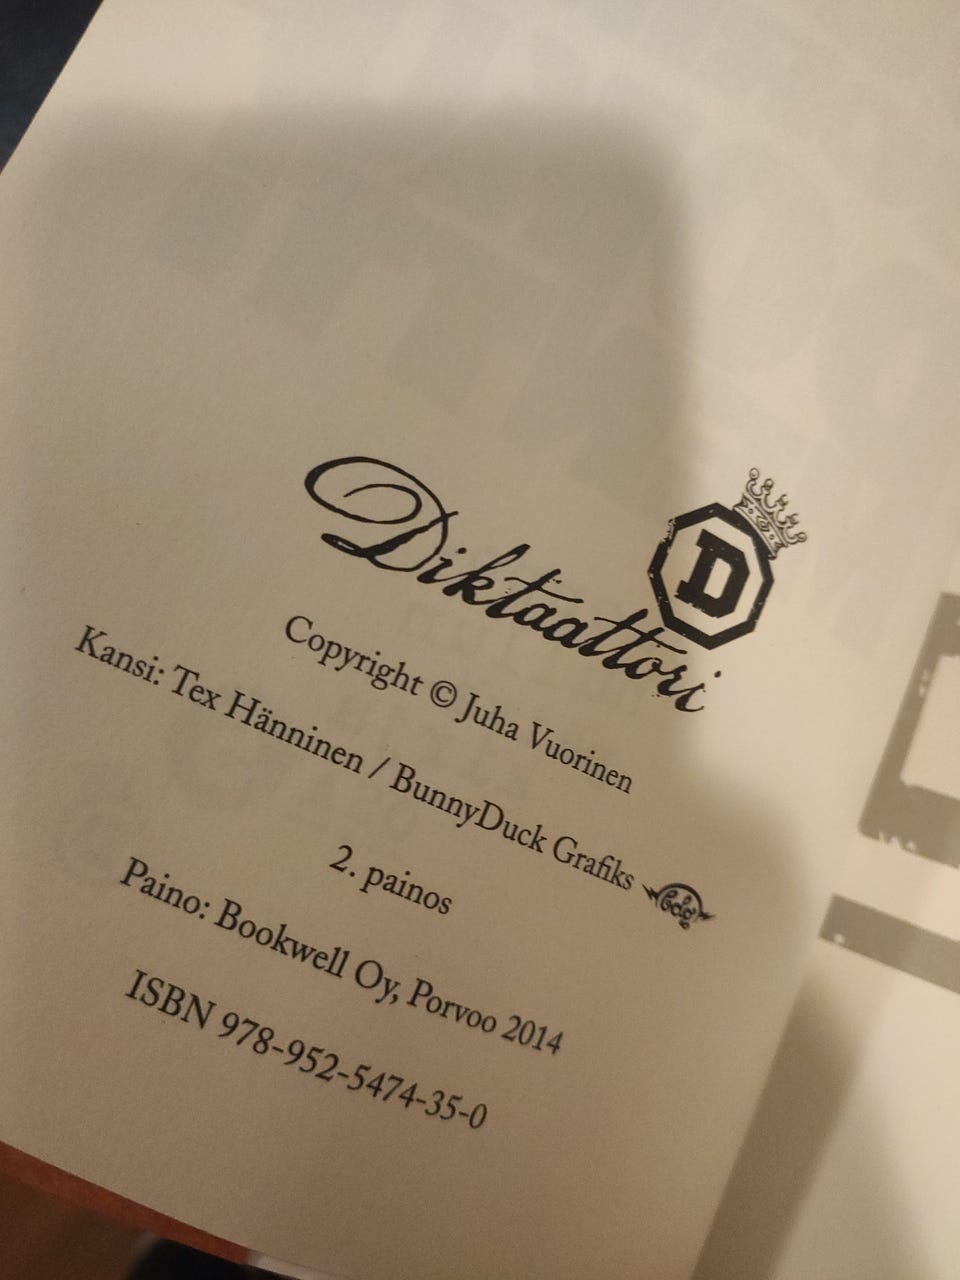 Diktaattori
D
Copyright © Juha Vuorinen
Kansi: Tex Hänninen / BunnyDuck Grafiks bdg
2. painos
Paino: Bookwell Oy, Porvoo 2014
ISBN 978-952-5474-35-0